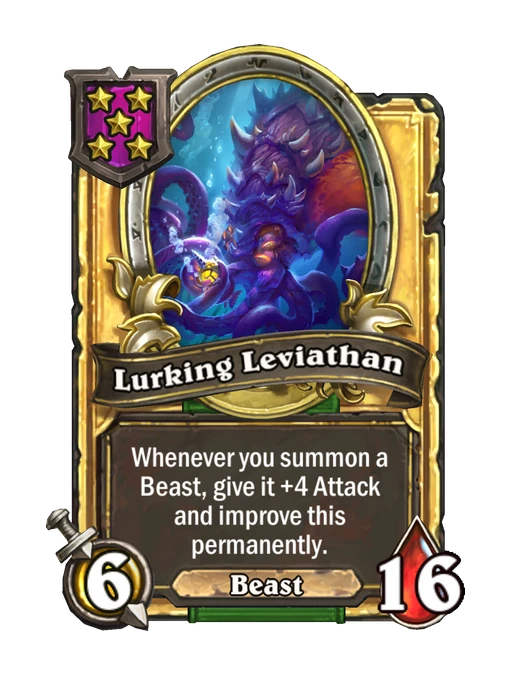 Lurking Leviathan
Whenever you summon a
Beast, give it +4 Attack
and improve this
permanently.
6
Beast
16